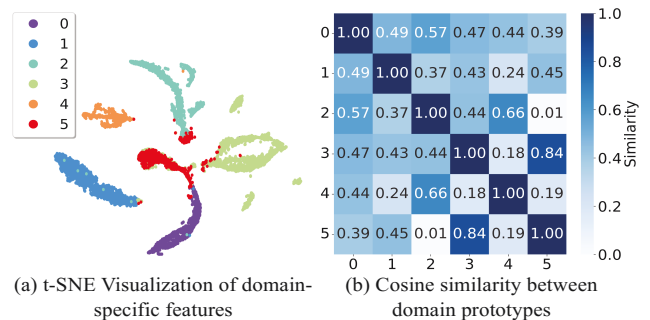 0
1
2
3
4
5
0 1.00 0.49 0.57 0.47 0.44 0.39
1 0.49 1.00 0.37 0.43 0.24 0.45
2 0.57 0.37 1.00 0.44 0.66 0.01
3 0.47 0.43 0.44 1.00 0.18 0.84
4 0.44 0.24 0.66 0.18 1.00 0.19
5 0.39 0.45 0.01 0.84 0.19 1.00
0 1 2 3 4 5
1.0
0.8
0.6
0.4
0.2
0.0
Similarity
(a) t-SNE Visualization of domain-
specific features
(b) Cosine similarity between
domain prototypes